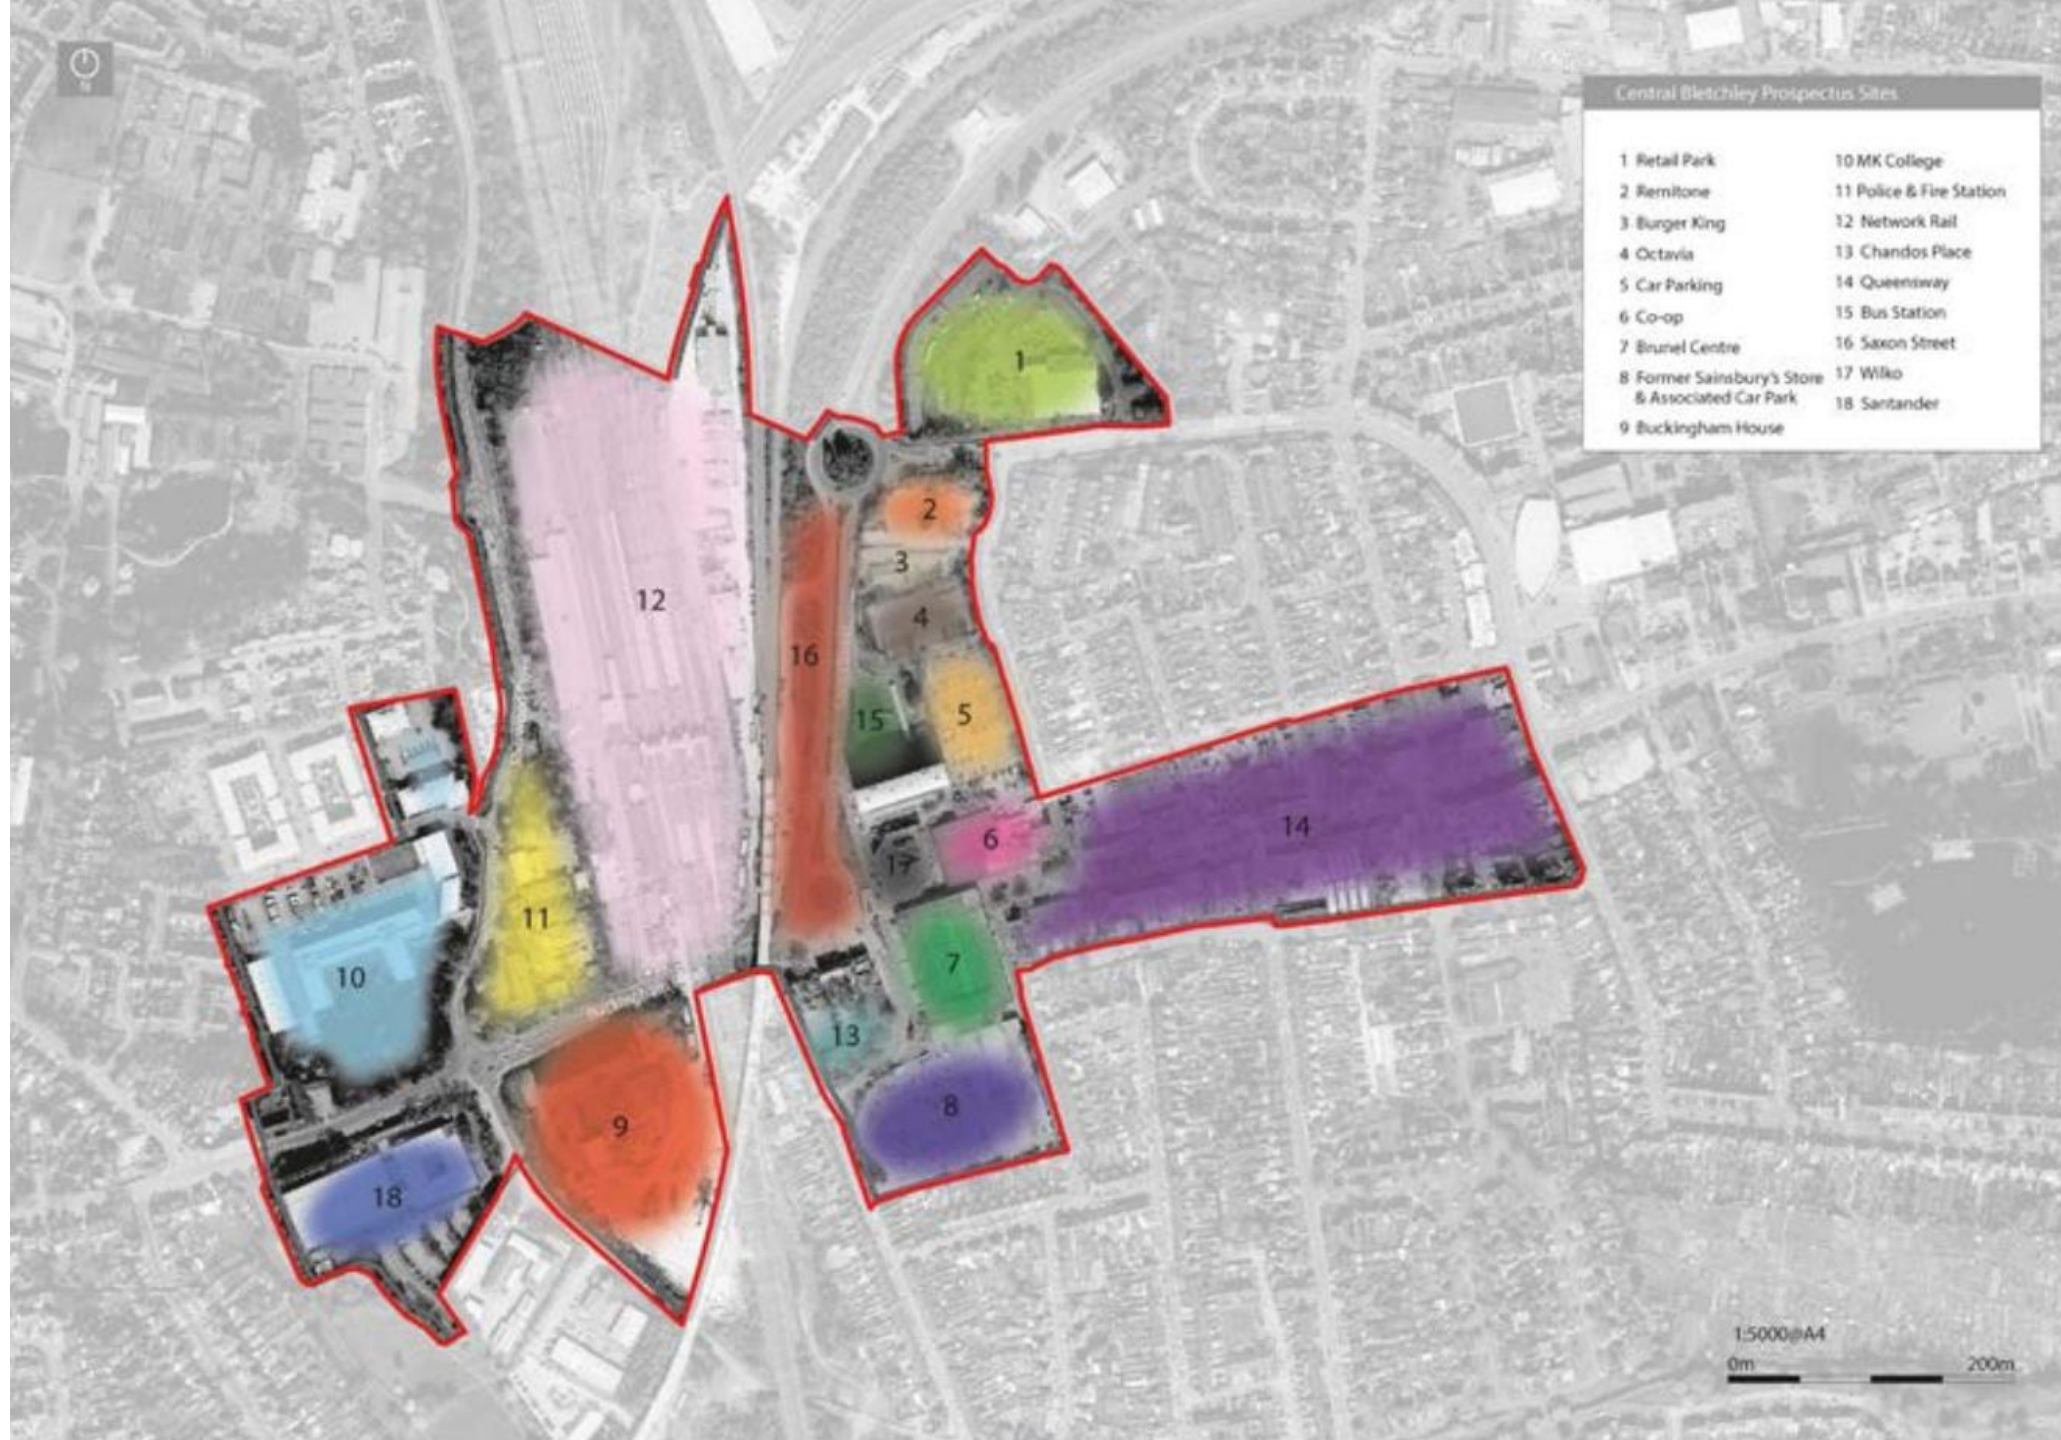 Central Bletchley Prospectus Sites
1 Retail Park
2 Remitone
3 Burger King
4 Octavia
5 Car Parking
6 Co-op
7 Brunel Centre
8 Former Sainsbury's Store
& Associated Car Park
9 Buckingham House
10 MK College
11 Police & Fire Station
12 Network Rail
13 Chandos Place
14 Queensway
15 Bus Station
16 Saxon Street
17 Wilko
18 Santander
1
2
3
12
4
16
15
5
14
6
17
11
7
10
13
8
9
18
1:5000@A4
0m 200m